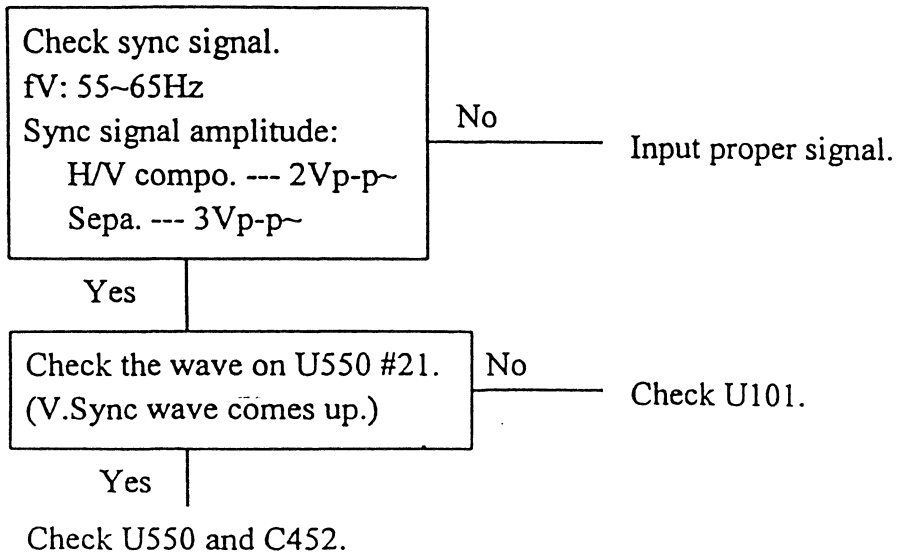 Check sync signal.
fV: 55~65Hz
Sync signal amplitude:
H/V compo. --- 2Vp-p~
Sepa. --- 3Vp-p~
No
Input proper signal.
Yes
Check the wave on U550 #21.
(V.Sync wave comes up.)
No
Check U101.
Yes
Check U550 and C452.